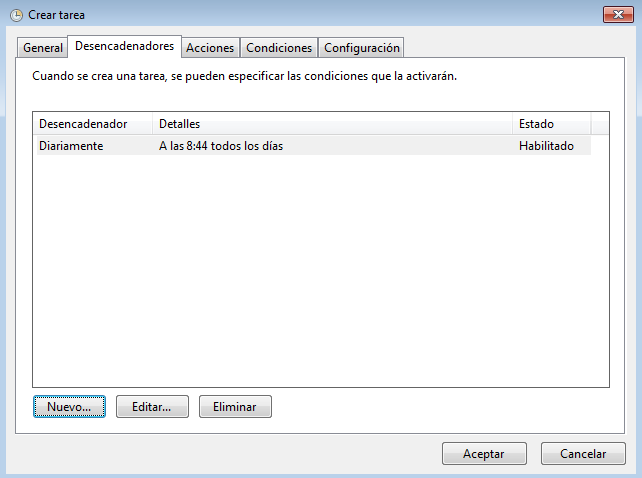 Crear tarea
General Desencadenadores Acciones Condiciones Configuración
Cuando se crea una tarea, se pueden especificar las condiciones que la activarán.
Desencadenador Detalles Estado
Diariamente A las 8:44 todos los días Habilitado
Nuevo... Editar... Eliminar
Aceptar Cancelar